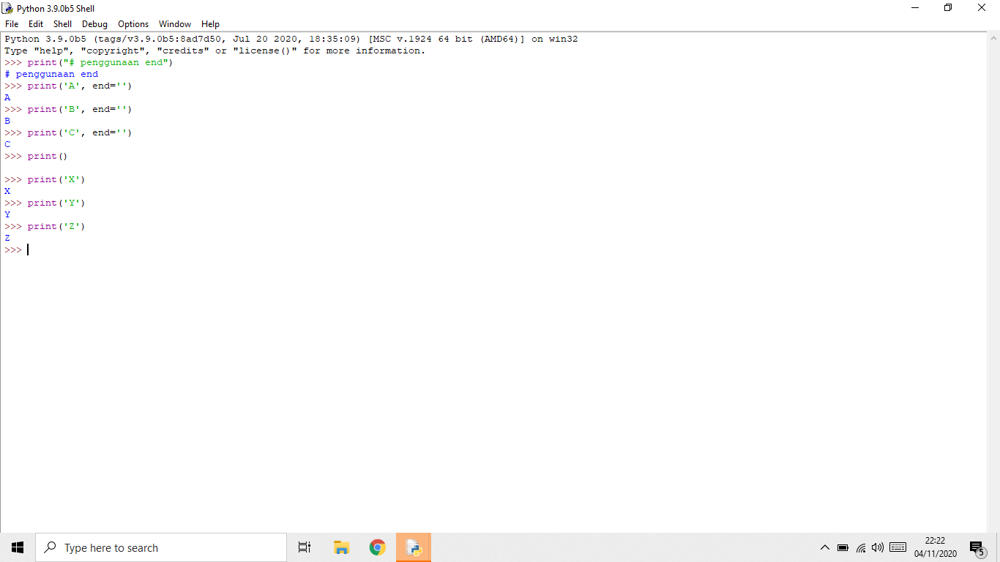 Python 3.9.0b5 Shell
File Edit Shell Debug Options Window Help
Python 3.9.0b5 (tags/v3.9.0b5:8ad7d50, Jul 20 2020, 18:35:09) [MSC v.1924 64 bit (AMD64)] on win32
Type "help", "copyright", "credits" or "license()" for more information.
>>> print("# penggunaan end")
# penggunaan end
>>> print('A', end='')
A
>>> print('B', end='')
B
>>> print('C', end='')
C
>>> print()
>>> print('X')
X
>>> print('Y')
Y
>>> print('Z')
Z
>>>
Type here to search
22:22
04/11/2020
5